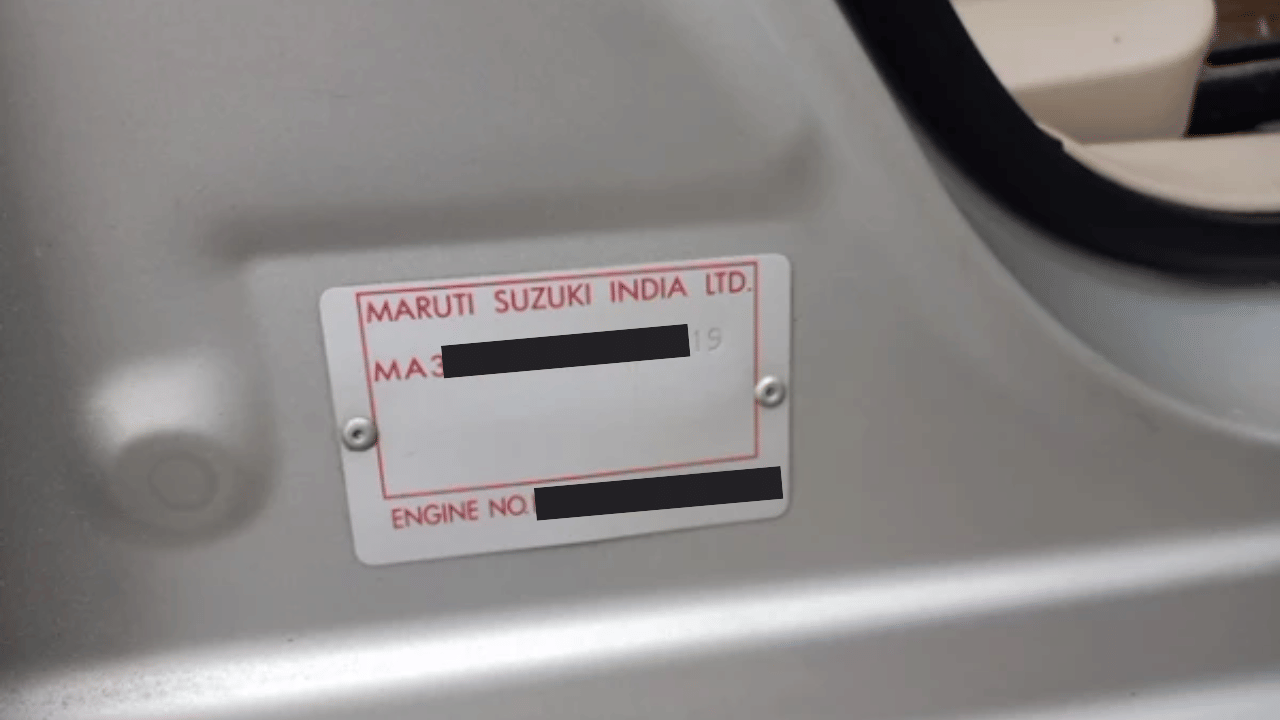 MARUTI SUZUKI INDIA LTD.
MA3 19
ENGINE NO.